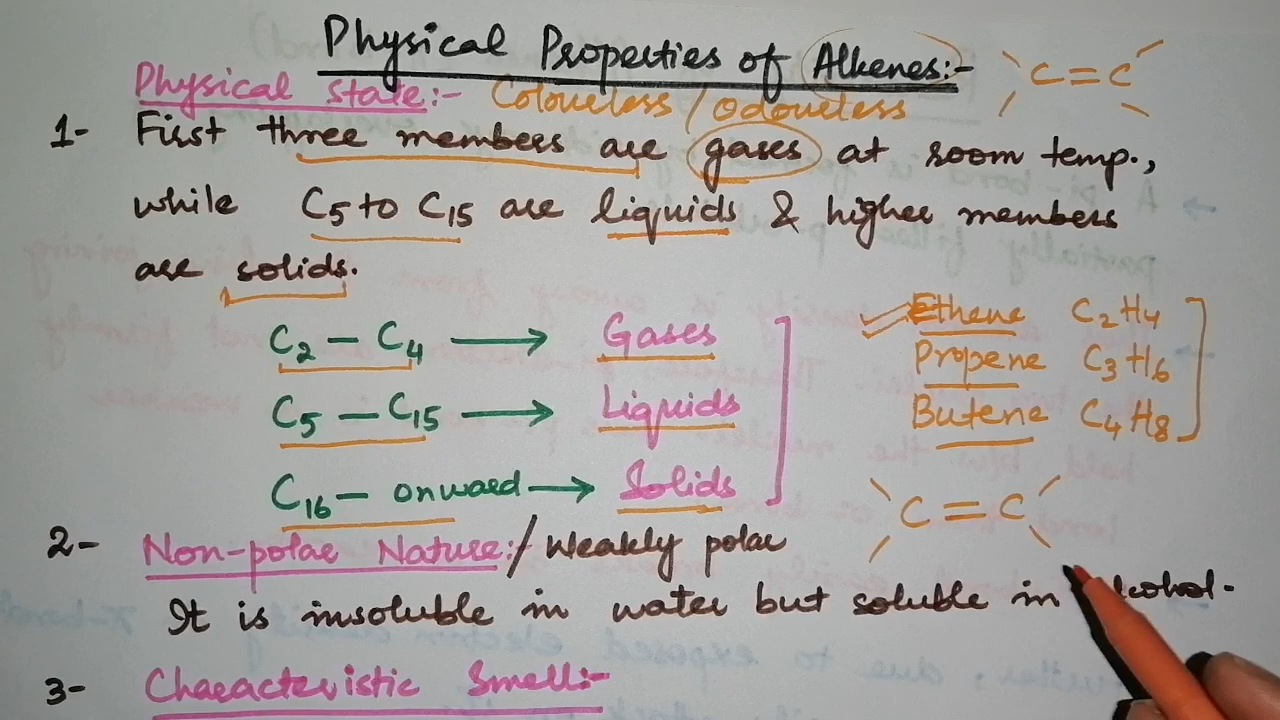 Physical Properties of Alkenes:-
C=C
Physical state:- Colourless / Odourless
1- First three members are gases at room temp.,
while C5 to C15 are liquids & higher members
are solids.
C2 - C4 → Gases
C5 - C15 → Liquids
C16 - onward → Solids
Ethene C2H4
Propene C3H6
Butene C4H8
C=C
2- Non-polar Nature:- / Weakly polar
It is insoluble in water but soluble in
3- Characteristic Smell:-